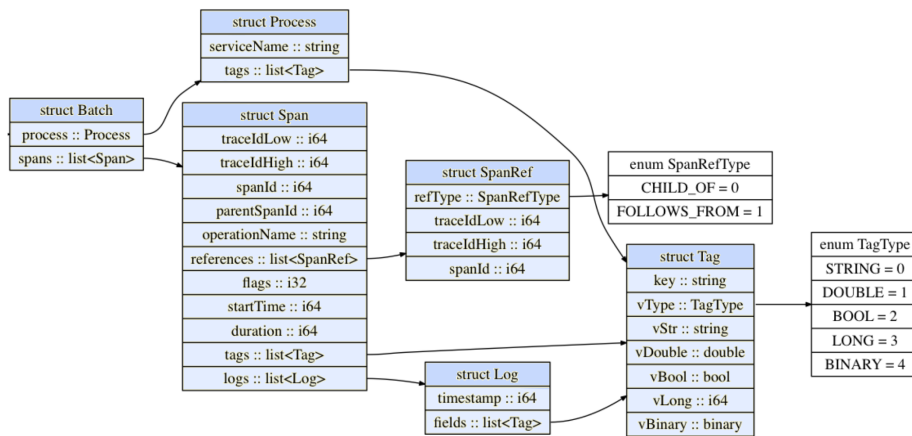 struct Process
serviceName :: string
tags :: list<Tag>
struct Batch
process :: Process
spans :: list<Span>
struct Span
traceIdLow :: i64
traceIdHigh :: i64
spanId :: i64
parentSpanId :: i64
operationName :: string
references :: list<SpanRef>
flags :: i32
startTime :: i64
duration :: i64
tags :: list<Tag>
logs :: list<Log>
struct SpanRef
refType :: SpanRefType
traceIdLow :: i64
traceIdHigh :: i64
spanId :: i64
enum SpanRefType
CHILD_OF = 0
FOLLOWS_FROM = 1
struct Log
timestamp :: i64
fields :: list<Tag>
struct Tag
key :: string
vType :: TagType
vStr :: string
vDouble :: double
vBool :: bool
vLong :: i64
vBinary :: binary
enum TagType
STRING = 0
DOUBLE = 1
BOOL = 2
LONG = 3
BINARY = 4